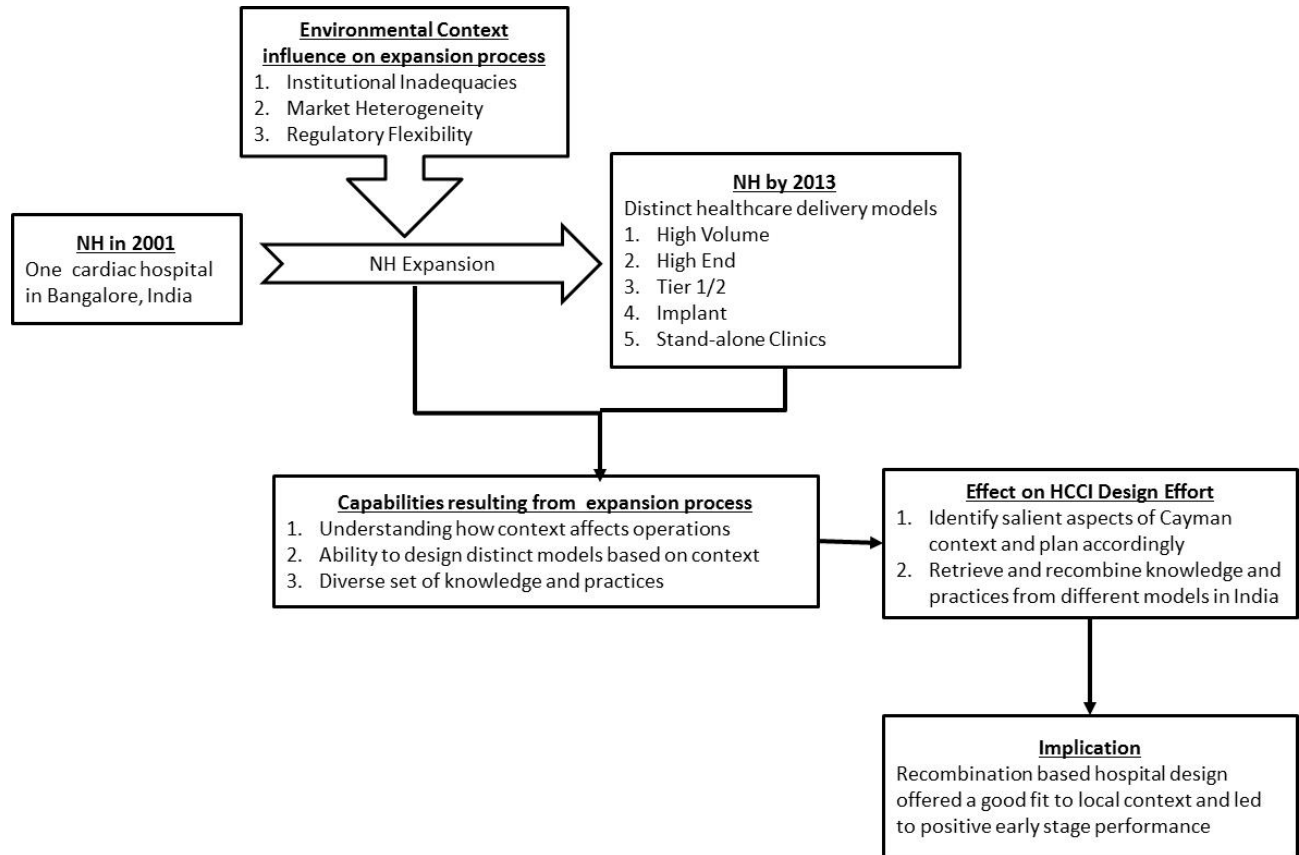 Environmental Context
influence on expansion process
1. Institutional Inadequacies
2. Market Heterogeneity
3. Regulatory Flexibility
NH in 2001
One cardiac hospital
in Bangalore, India
NH Expansion
NH by 2013
Distinct healthcare delivery models
1. High Volume
2. High End
3. Tier 1/2
4. Implant
5. Stand-alone Clinics
Capabilities resulting from expansion process
1. Understanding how context affects operations
2. Ability to design distinct models based on context
3. Diverse set of knowledge and practices
Effect on HCCI Design Effort
1. Identify salient aspects of Cayman
context and plan accordingly
2. Retrieve and recombine knowledge and
practices from different models in India
Implication
Recombination based hospital design
offered a good fit to local context and led
to positive early stage performance